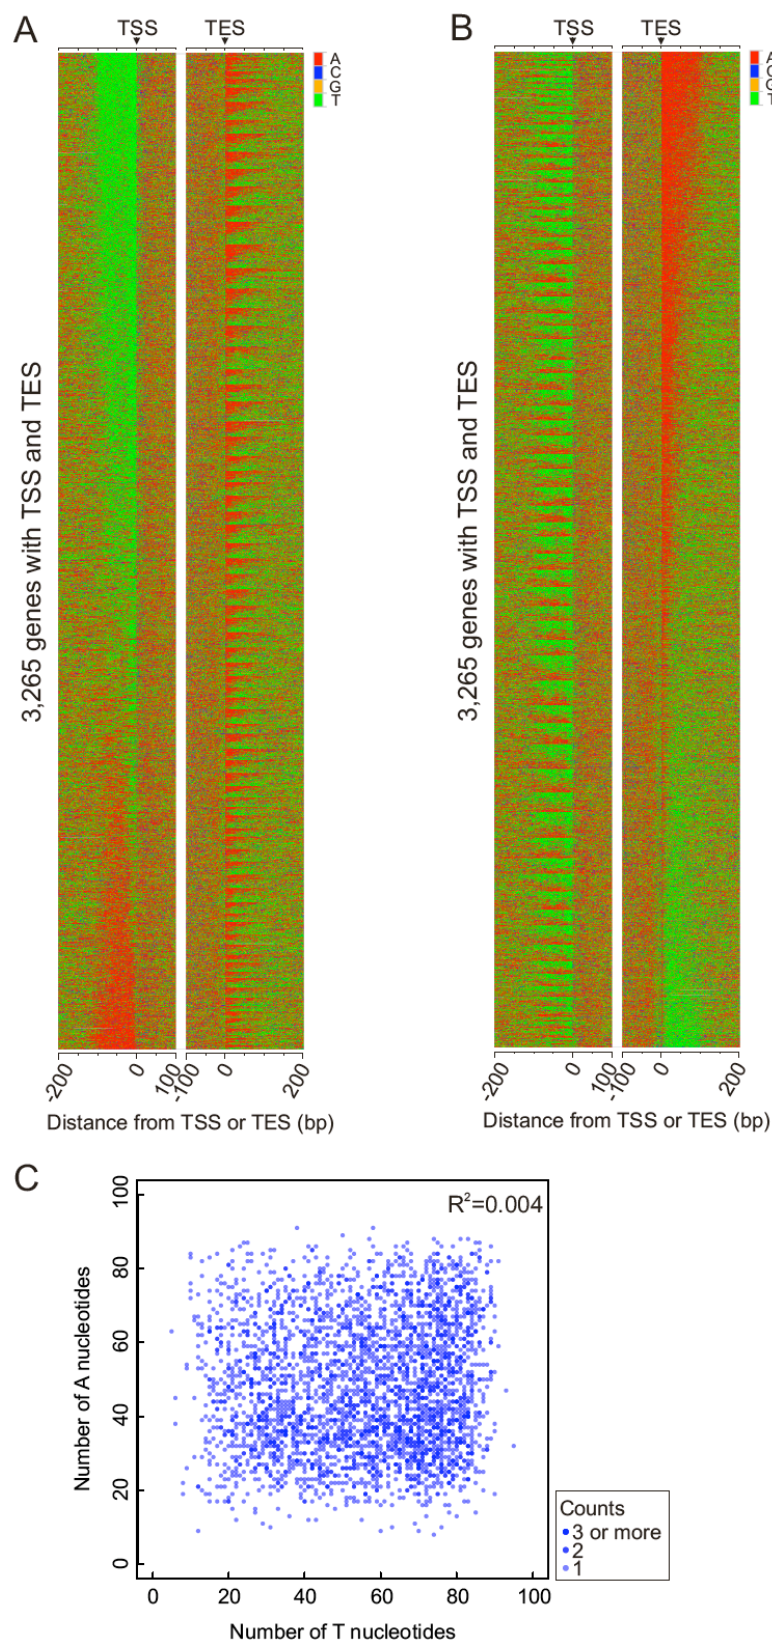 A
TSS
TES
A
C
G
T
3,265 genes with TSS and TES
-200
0
100
-100
0
200
Distance from TSS or TES (bp)
B
TSS
TES
A
C
G
T
3,265 genes with TSS and TES
-200
0
100
-100
0
200
Distance from TSS or TES (bp)
C
R²=0.004
100
80
60
40
20
0
Number of A nucleotides
0 20 40 60 80 100
Number of T nucleotides
Counts
3 or more
2
1